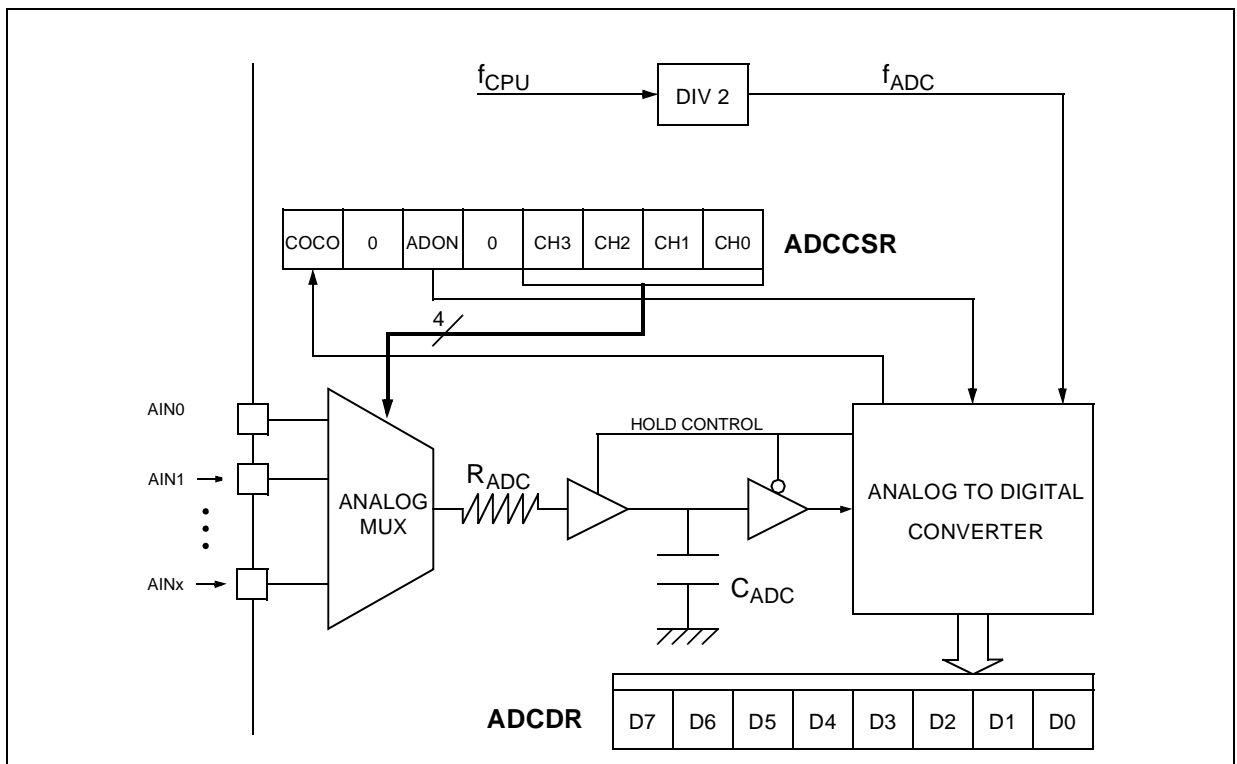 fCPU
DIV 2
fADC
COCO 0 ADON 0 CH3 CH2 CH1 CH0 ADCCSR
4
AIN0
HOLD CONTROL
AIN1
RADC
ANALOG
MUX
ANALOG TO DIGITAL
CONVERTER
AINx
CADC
ADCDR D7 D6 D5 D4 D3 D2 D1 D0